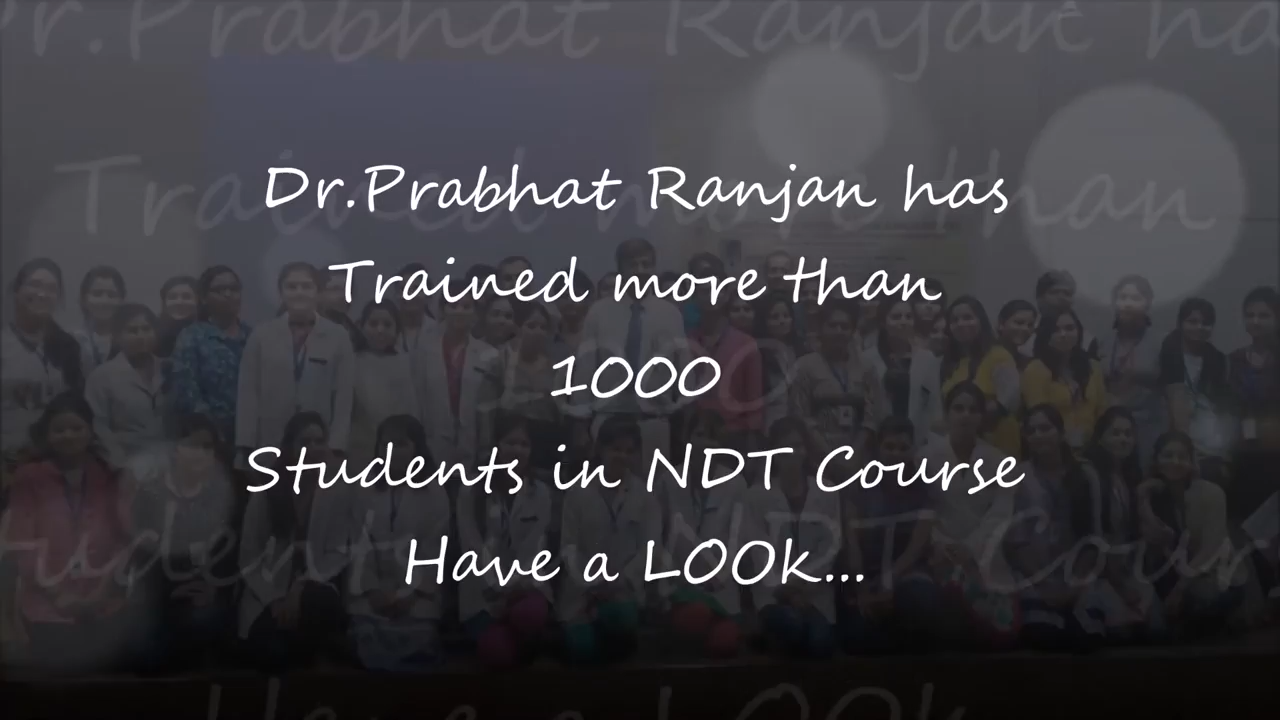 Dr.Prabhat Ranjan has
Trained more than
1000
Students in NDT Course
Have a LOOk...